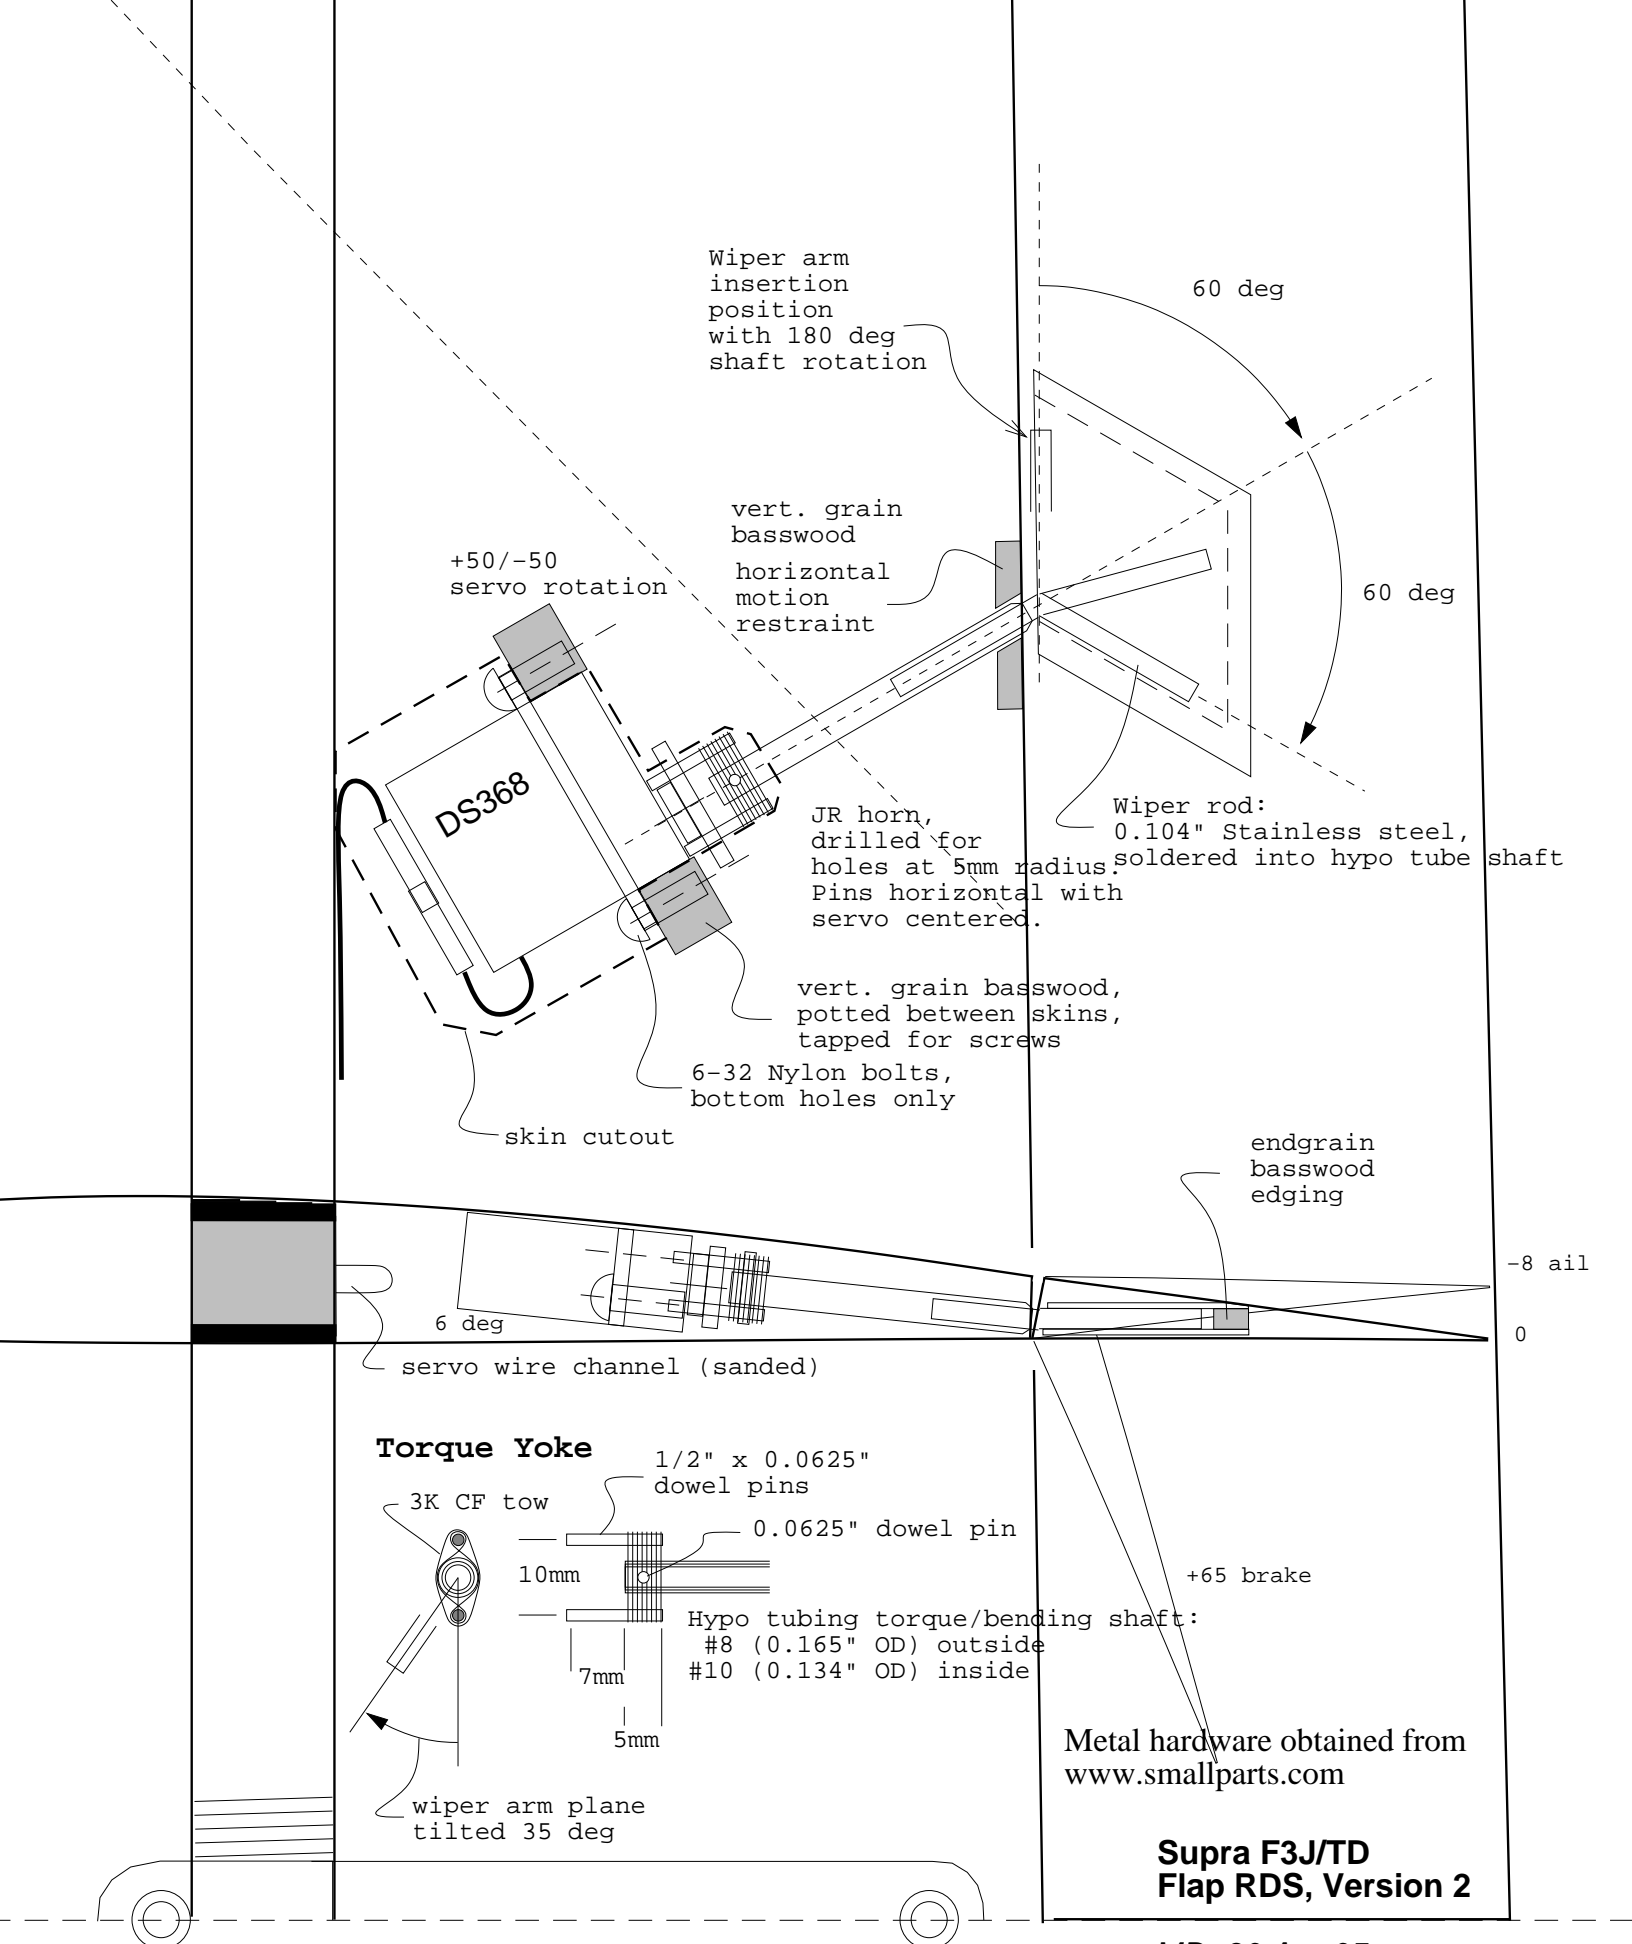 Wiper arm
insertion
position
with 180 deg
shaft rotation
60 deg
vert. grain
basswood
horizontal
motion
restraint
+50/-50
servo rotation
60 deg
DS368
JR horn,
drilled for
holes at 5mm radius.
Pins horizontal with
servo centered.
Wiper rod:
0.104" Stainless steel,
soldered into hypo tube shaft
vert. grain basswood,
potted between skins,
tapped for screws
6-32 Nylon bolts,
bottom holes only
skin cutout
endgrain
basswood
edging
-8 ail
0
6 deg
servo wire channel (sanded)
Torque Yoke
1/2" x 0.0625"
dowel pins
3K CF tow
0.0625" dowel pin
10mm
+65 brake
Hypo tubing torque/bending shaft:
#8 (0.165" OD) outside
#10 (0.134" OD) inside
7mm
5mm
Metal hardware obtained from
www.smallparts.com
wiper arm plane
tilted 35 deg
Supra F3J/TD
Flap RDS, Version 2